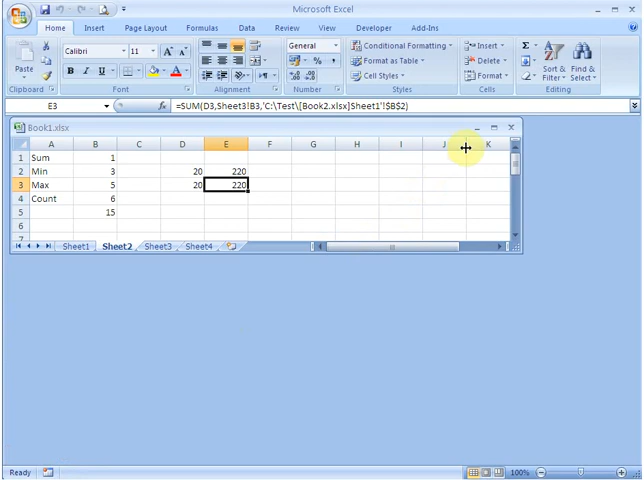 Microsoft Excel
Home Insert Page Layout Formulas Data Review View Developer Add-Ins
Calibri 11 A A General Conditional Formatting Insert Σ
Paste B I U A $ % , Format as Table Delete Sort & Find &
Cell Styles Format Filter Select
Clipboard Font Alignment Number Styles Cells Editing
E3 fx =SUM(D3,Sheet3!B3,'C:\Test\[Book2.xlsx]Sheet1'!$B$2)
Book1.xlsx
A B C D E F G H I J K
1 Sum 1
2 Min 3 20 220
3 Max 5 20 220
4 Count 6
5 15
6
7
Sheet1 Sheet2 Sheet3 Sheet4
Ready 100%